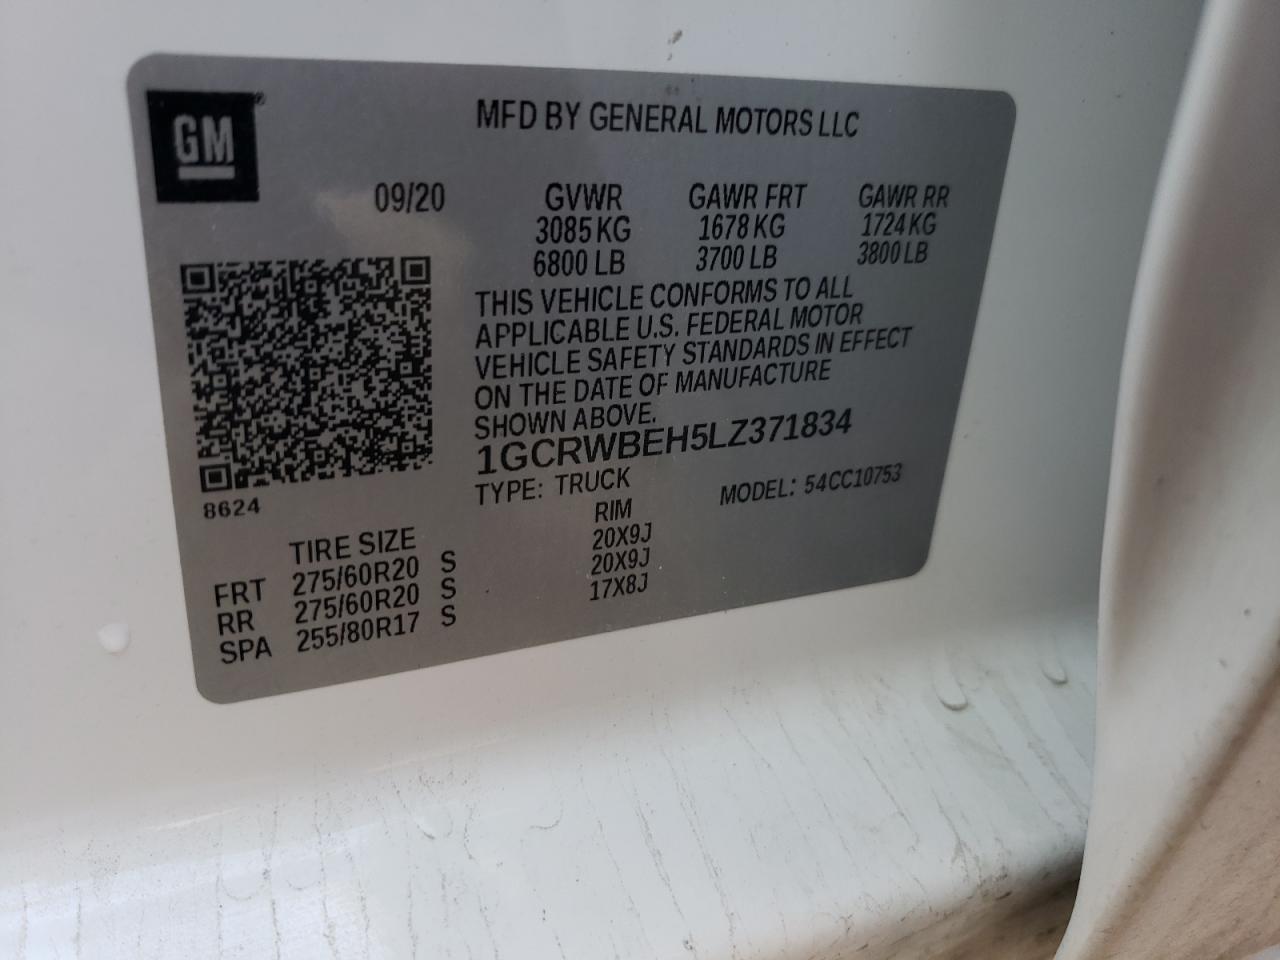 GM
MFD BY GENERAL MOTORS LLC
09/20 GVWR GAWR FRT GAWR RR
3085 KG 1678 KG 1724 KG
6800 LB 3700 LB 3800 LB
THIS VEHICLE CONFORMS TO ALL
APPLICABLE U.S. FEDERAL MOTOR
VEHICLE SAFETY STANDARDS IN EFFECT
ON THE DATE OF MANUFACTURE
SHOWN ABOVE.
1GCRWBEH5LZ371834
8624
TYPE: TRUCK MODEL: 54CC10753
TIRE SIZE RIM
FRT 275/60R20 S 20X9J
RR 275/60R20 S 20X9J
SPA 255/80R17 S 17X8J